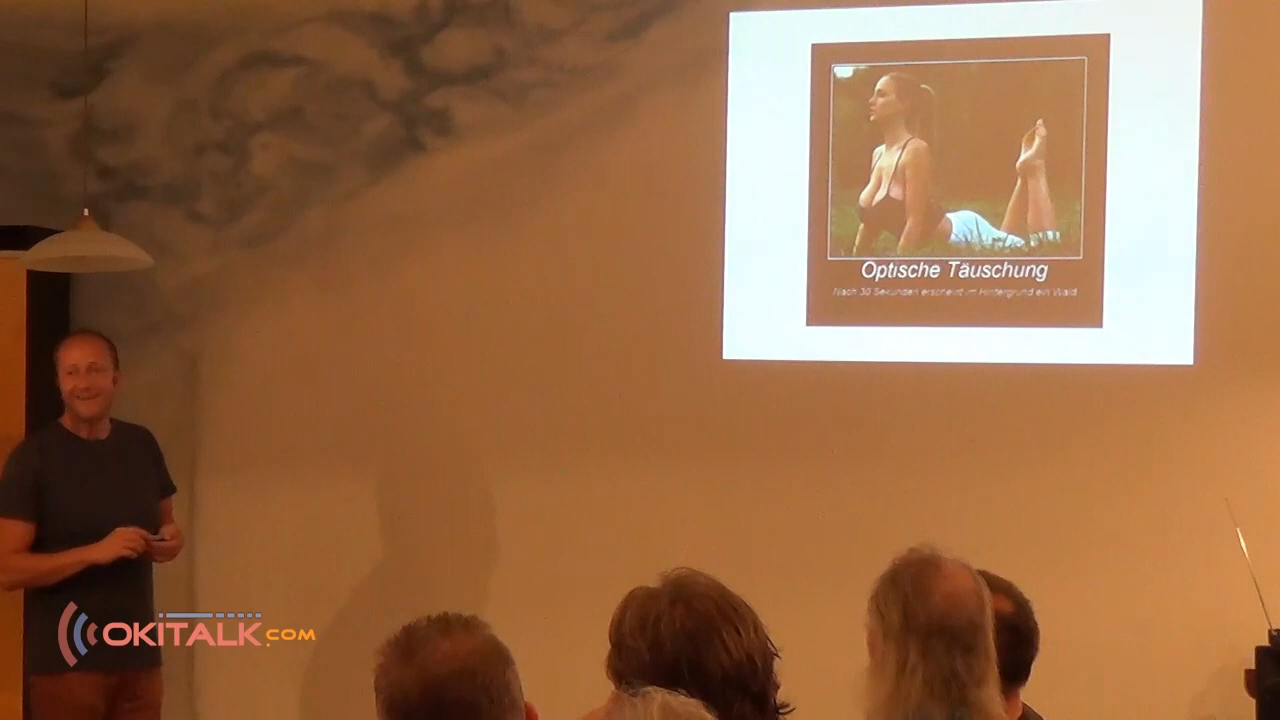 Optische Täuschung
Nach 30 Sekunden erscheint im Hintergrund ein Wald
OKITALK.COM